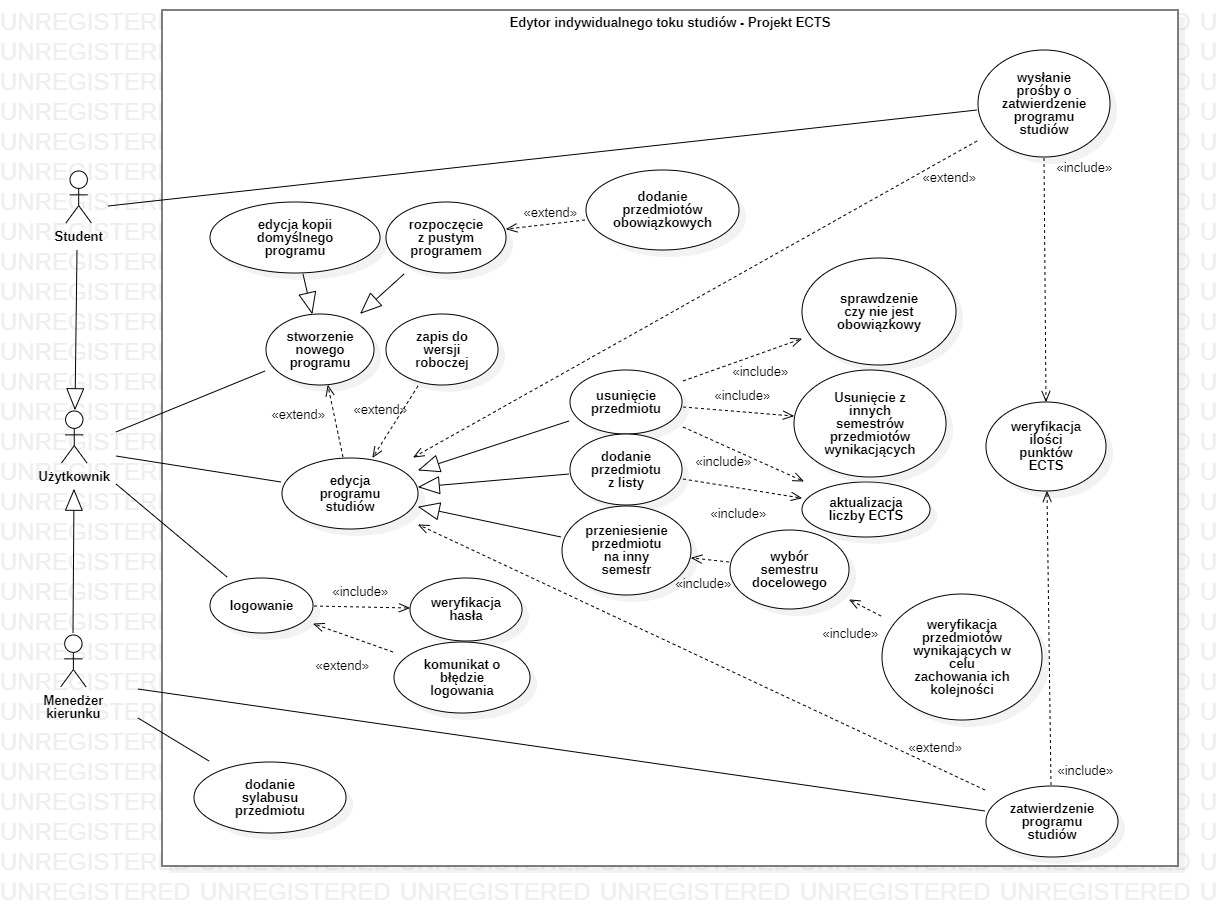 Edytor indywidualnego toku studiów - Projekt ECTS
wysłanie
prośby o
zatwierdzenie
programu
studiów
«include»
«extend»
Student
edycja kopii
domyślnego
programu
rozpoczęcie
z pustym
programem
«extend»
dodanie
przedmiotów
obowiązkowych
stworzenie
nowego
programu
zapis do
wersji
roboczej
sprawdzenie
czy nie jest
obowiązkowy
«include»
«extend»
«extend»
usunięcie
przedmiotu
«include»
Usunięcie z
innych
semestrów
przedmiotów
wynikających
weryfikacja
ilości
punktów
ECTS
Użytkownik
edycja
programu
studiów
dodanie
przedmiotu
z listy
«include»
«include»
aktualizacja
liczby ECTS
przeniesienie
przedmiotu
na inny
semestr
«include»
wybór
semestru
docelowego
logowanie
«include»
weryfikacja
hasła
«extend»
komunikat o
błędzie
logowania
«include»
weryfikacja
przedmiotów
wynikających w
celu
zachowania ich
kolejności
Menedżer
kierunku
«extend»
«include»
dodanie
sylabusu
przedmiotu
zatwierdzenie
programu
studiów
UNREGISTERED UNREGISTERED UNREGISTERED UNREGISTERED UNREGISTERED UNREGISTERED